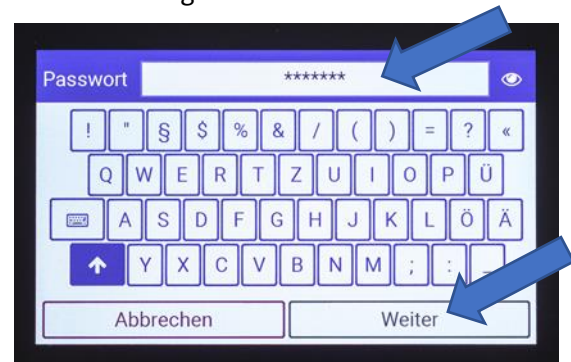 Passwort *******
! " § $ % & / ( ) = ? «
Q W E R T Z U I O P Ü
A S D F G H J K L Ö Ä
Y X C V B N M ; : _
Abbrechen Weiter